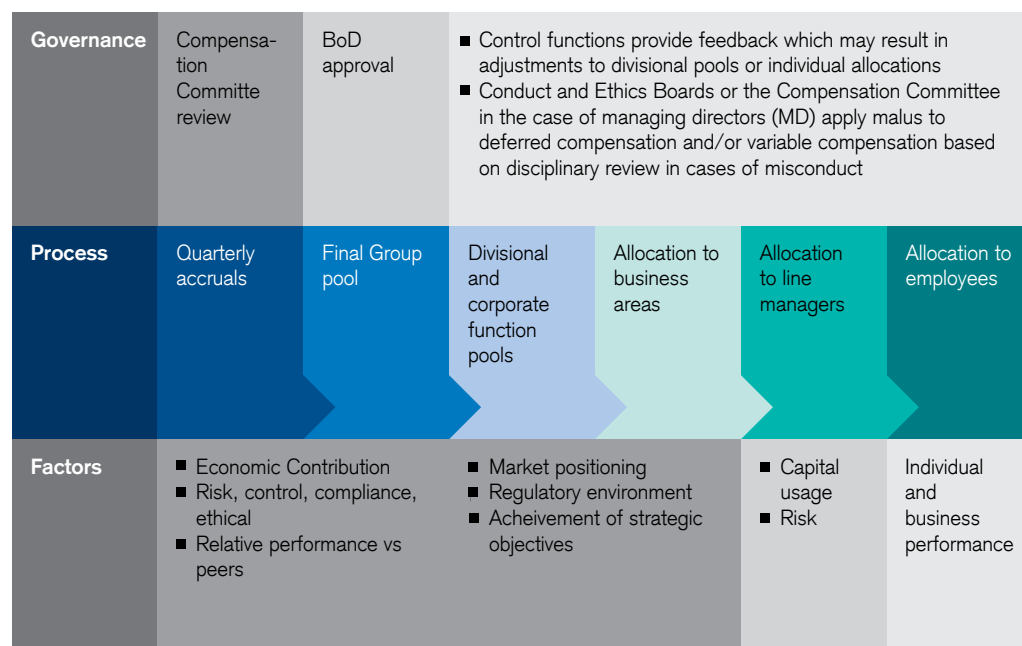 Governance
Compensa-
tion
Committe
review
BoD
approval
■ Control functions provide feedback which may result in
adjustments to divisional pools or individual allocations
■ Conduct and Ethics Boards or the Compensation Committee
in the case of managing directors (MD) apply malus to
deferred compensation and/or variable compensation based
on disciplinary review in cases of misconduct
Process
Quarterly
accruals
Final Group
pool
Divisional
and
corporate
function
pools
Allocation to
business
areas
Allocation
to line
managers
Allocation to
employees
Factors
■ Economic Contribution
■ Risk, control, compliance,
ethical
■ Relative performance vs
peers
■ Market positioning
■ Regulatory environment
■ Acheivement of strategic
objectives
■ Capital
usage
■ Risk
Individual
and
business
performance